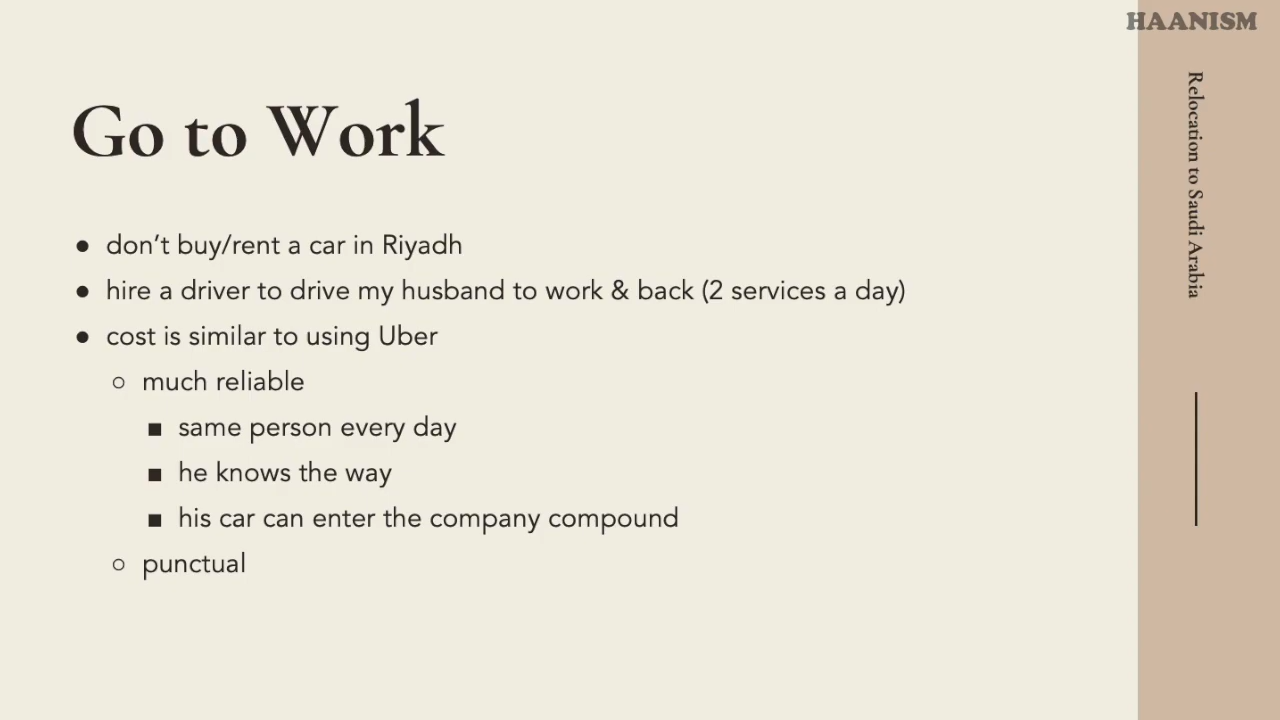 HAANISM
Go to Work
● don’t buy/rent a car in Riyadh
● hire a driver to drive my husband to work & back (2 services a day)
● cost is similar to using Uber
○ much reliable
■ same person every day
■ he knows the way
■ his car can enter the company compound
○ punctual
Relocation to Saudi Arabia